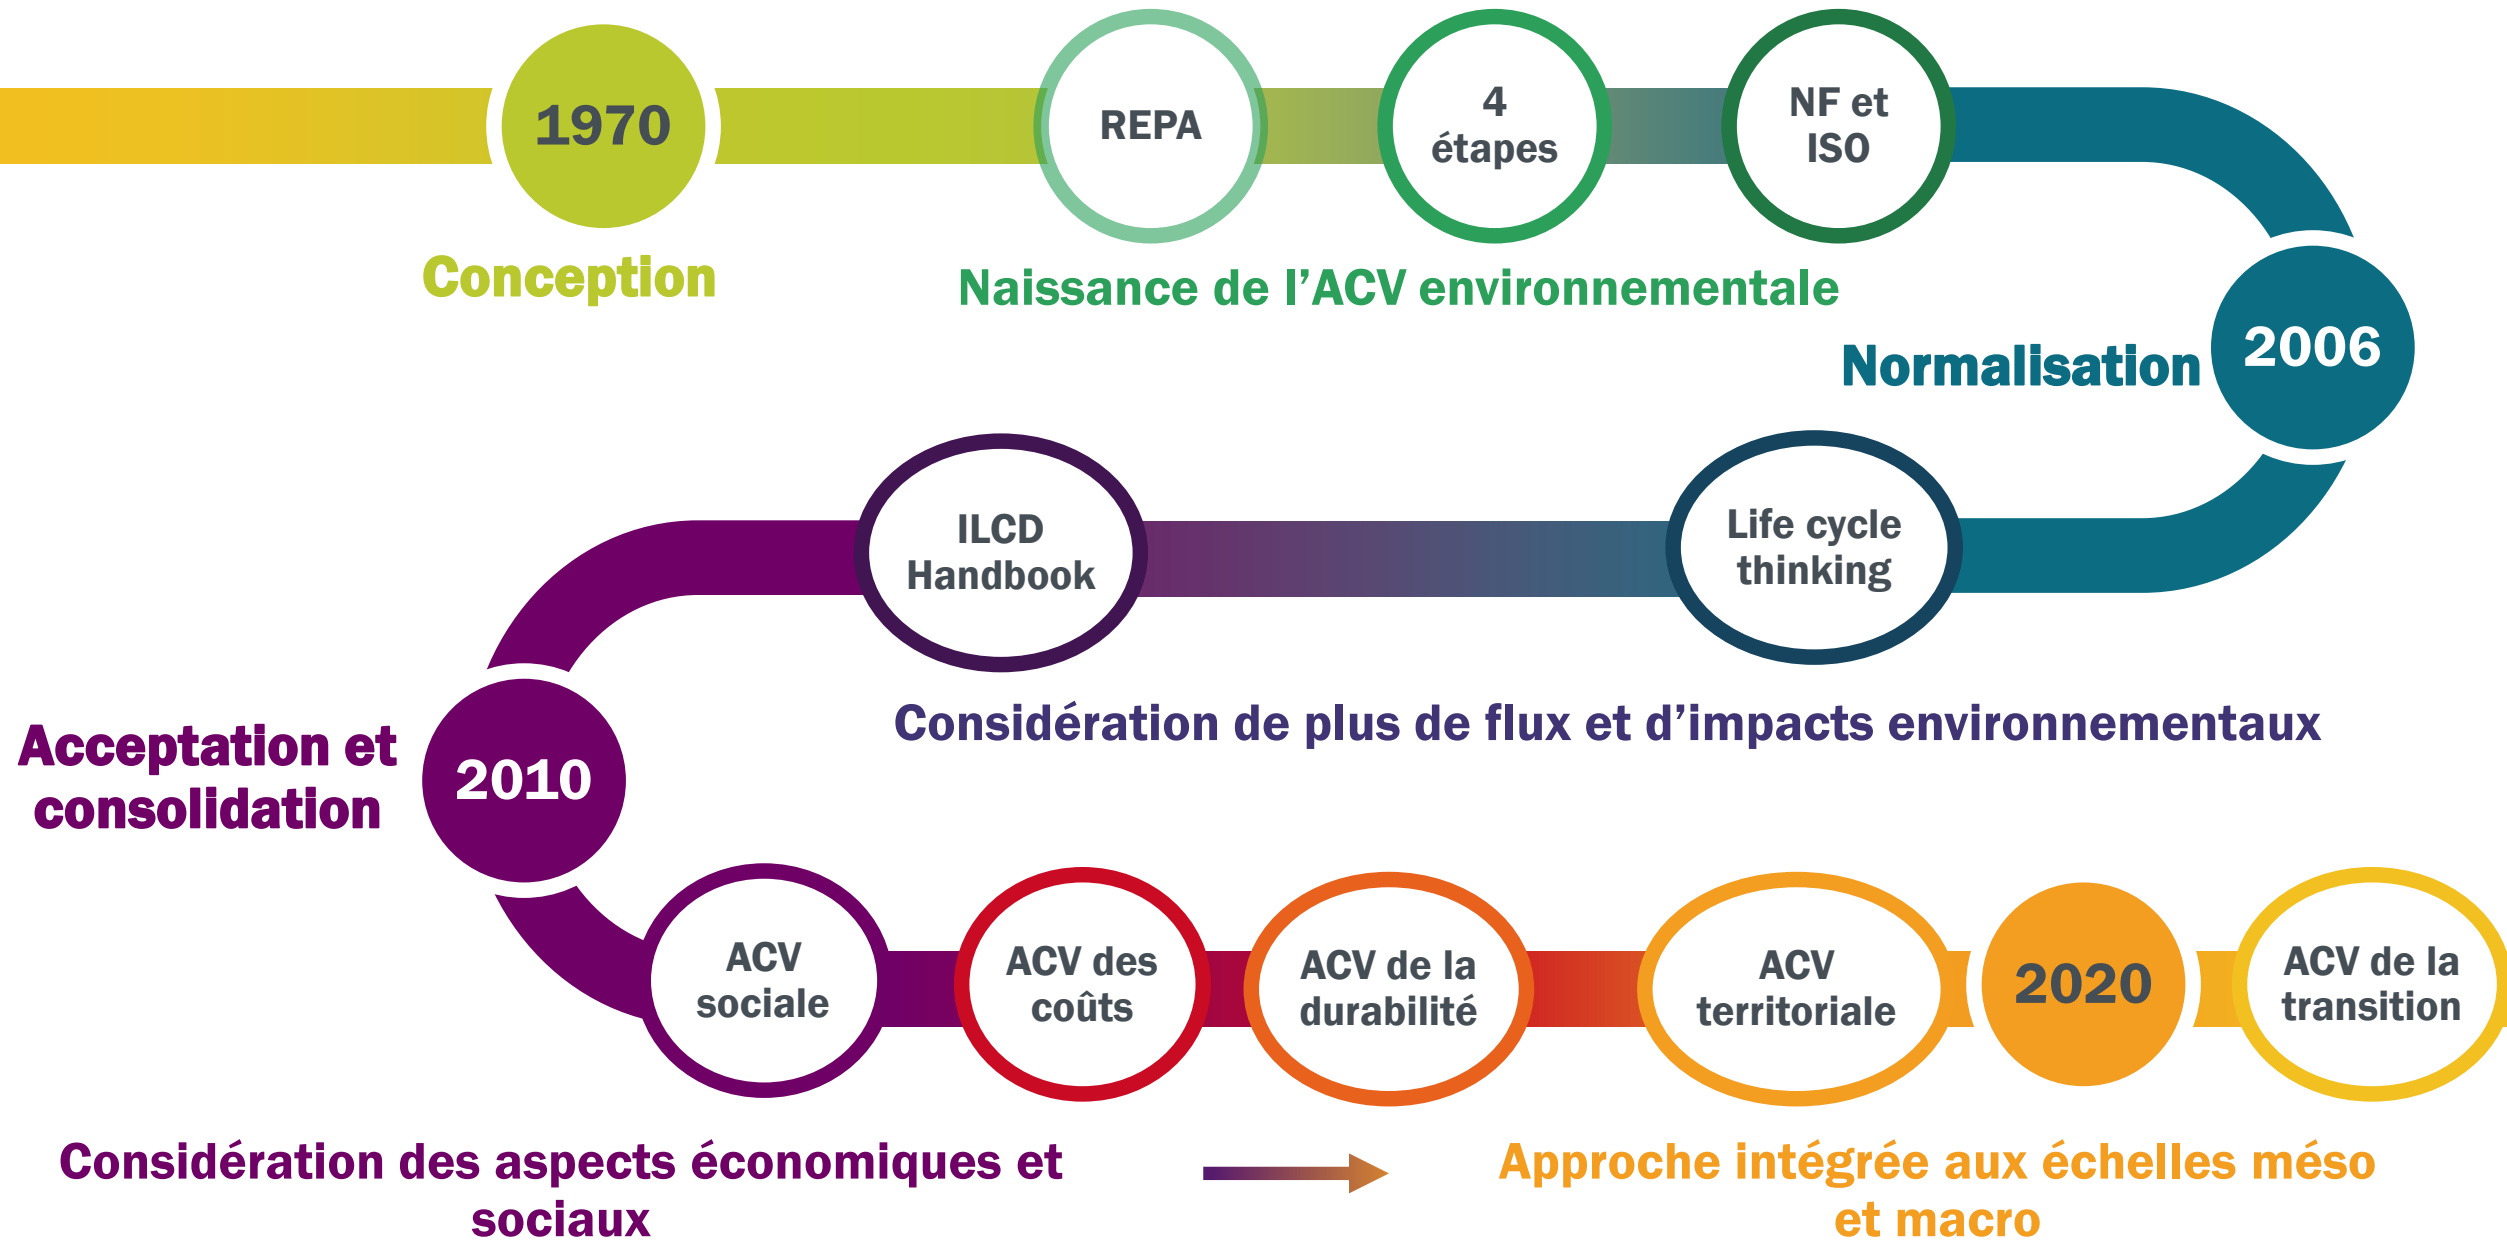 1970
REPA
4
étapes
NF et
ISO
Conception
Naissance de l’ACV environnementale
Normalisation
2006
Life cycle
thinking
ILCD
Handbook
Considération de plus de flux et d’impacts environnementaux
Acceptation et
consolidation
2010
ACV
sociale
ACV des
coûts
ACV de la
durabilité
ACV
territoriale
2020
ACV de la
transition
Considération des aspects économiques et
sociaux
Approche intégrée aux échelles méso
et macro